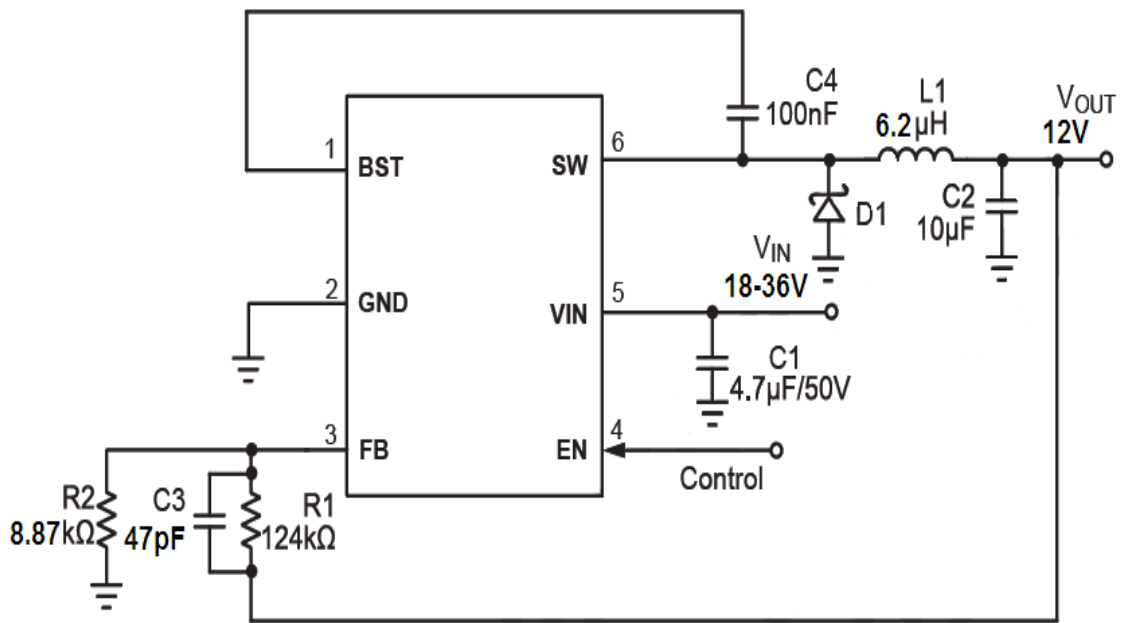 C4
100nF
L1
6.2µH
VOUT
12V
1
BST
SW
6
D1
C2
10µF
VIN
18-36V
2
GND
VIN
5
C1
4.7µF/50V
3
FB
EN
4
Control
R2
8.87kΩ
C3
47pF
R1
124kΩ